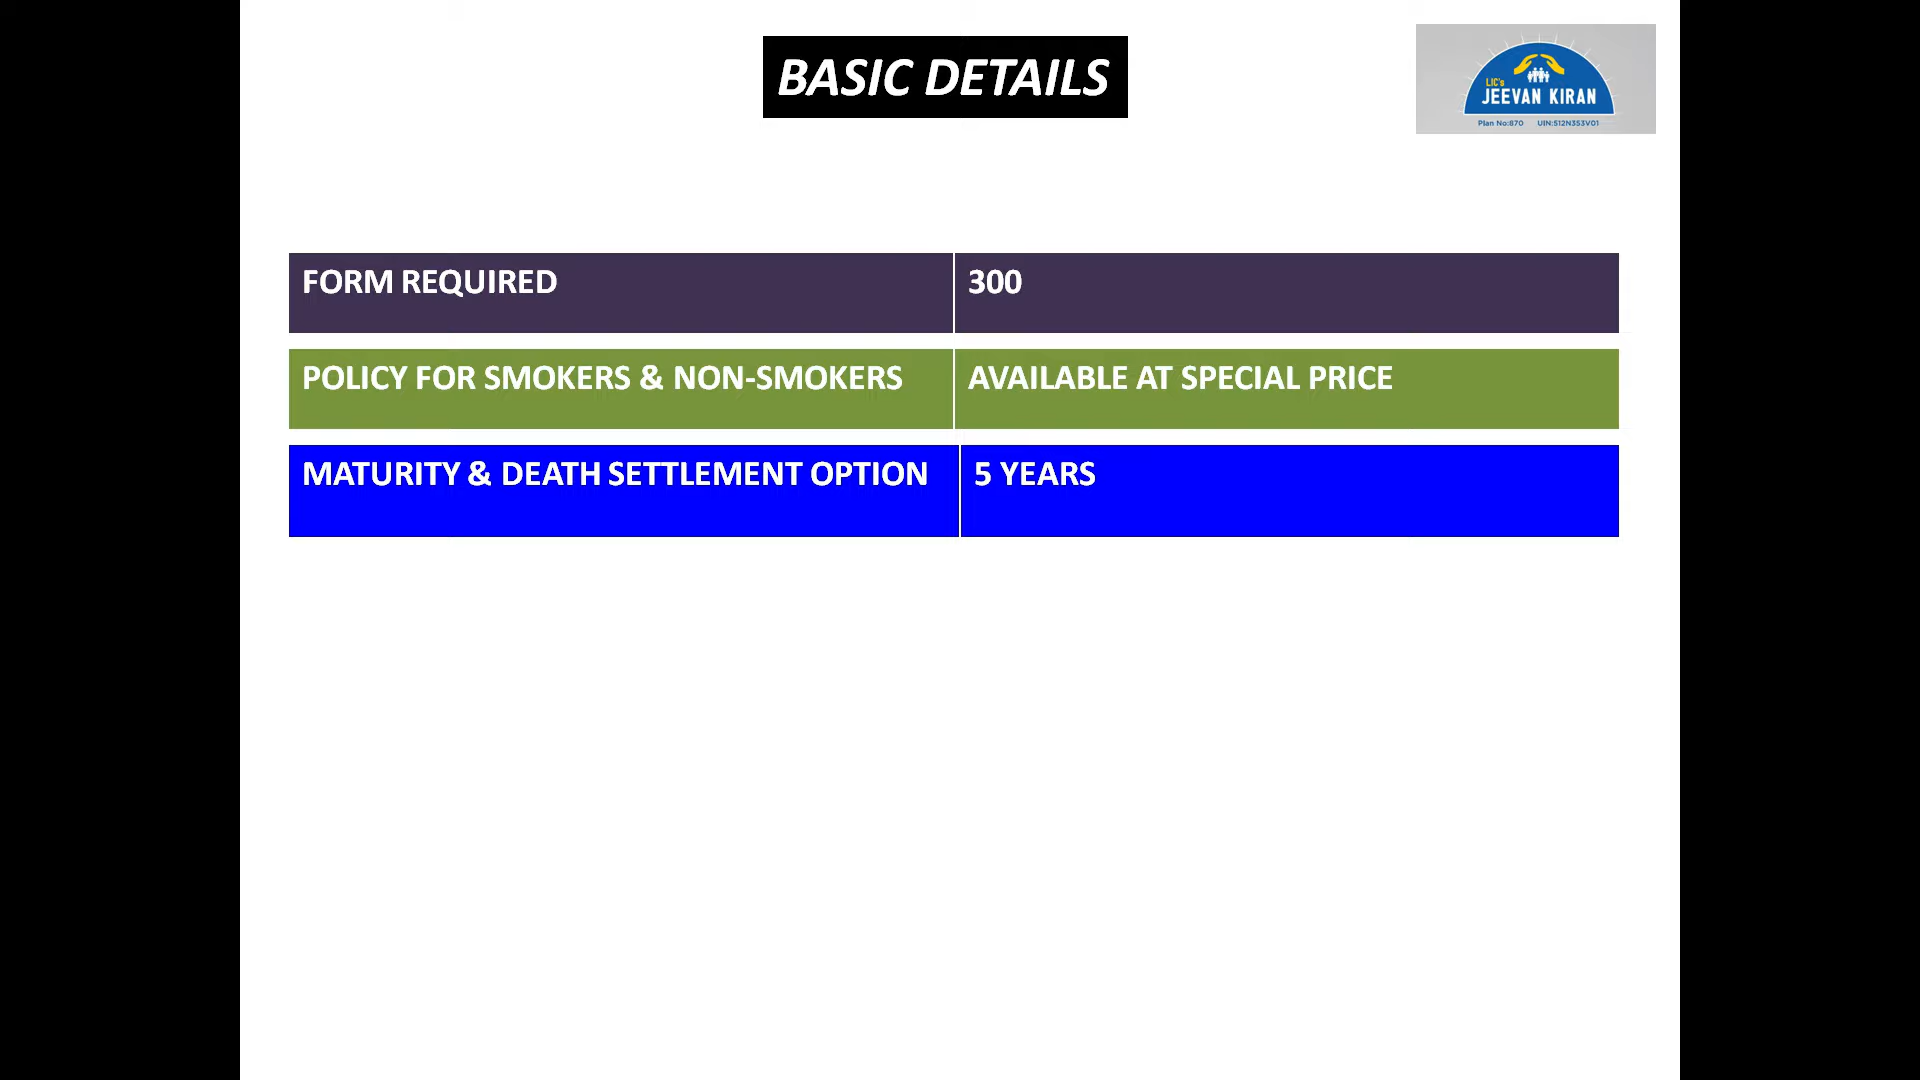 BASIC DETAILS
LIC's
JEEVAN KIRAN
Plan No:870 UIN:512N353V01
FORM REQUIRED 300
POLICY FOR SMOKERS & NON-SMOKERS AVAILABLE AT SPECIAL PRICE
MATURITY & DEATH SETTLEMENT OPTION 5 YEARS